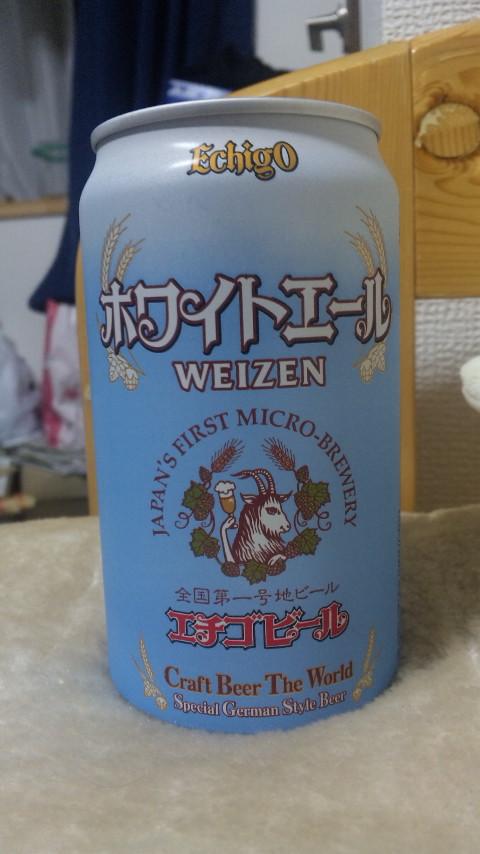 EchigO
ホワイトエール
WEIZEN
JAPAN'S FIRST MICRO-BREWERY
全国第一号地ビール
エチゴビール
Craft Beer The World
Special German Style Beer